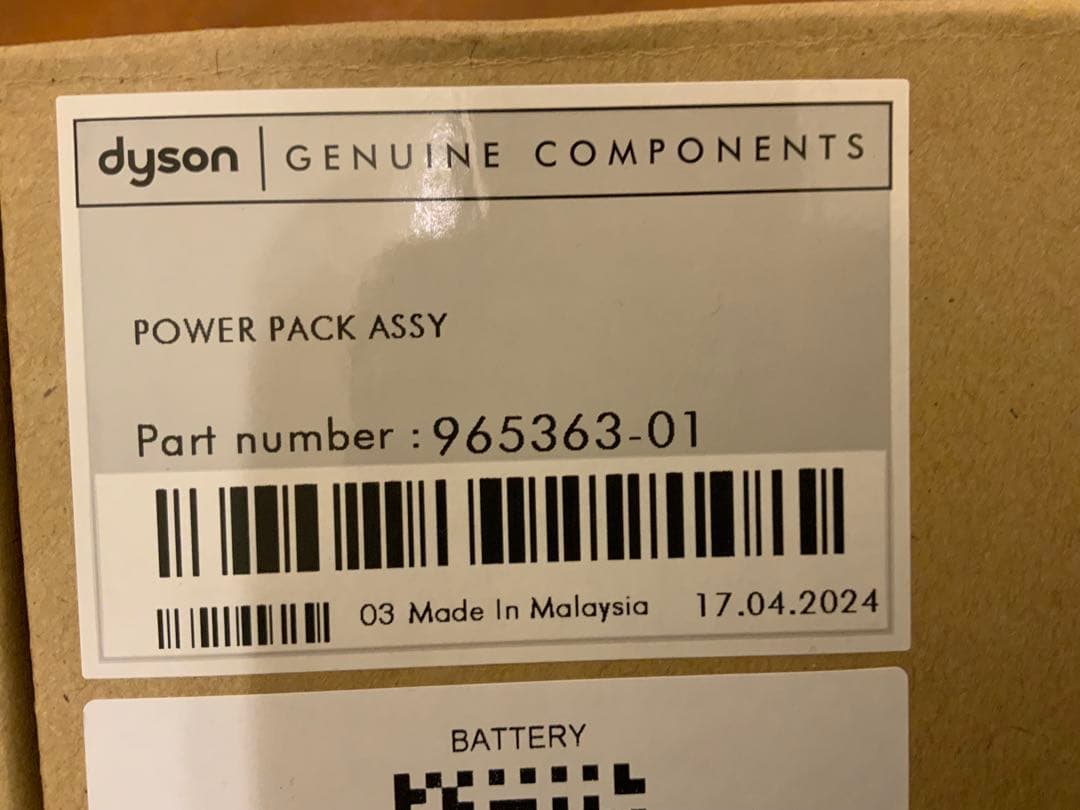 dyson | GENUINE COMPONENTS
POWER PACK ASSY
Part number : 965363-01
03 Made In Malaysia 17.04.2024
BATTERY